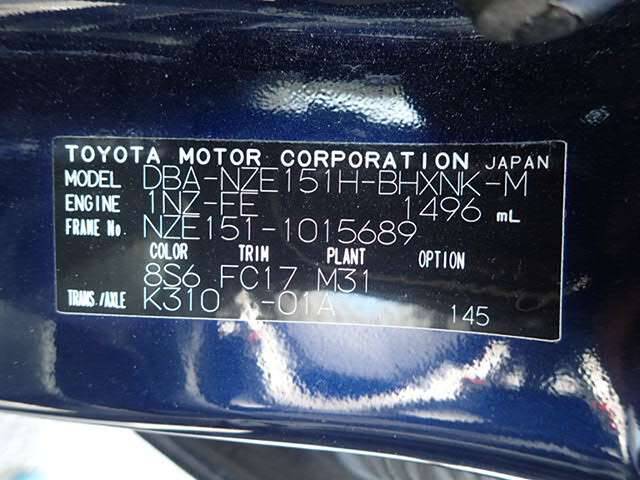 TOYOTA MOTOR CORPORATION JAPAN
MODEL DBA-NZE151H-BHXNK-M
ENGINE 1NZ-FE 1496 mL
FRAME No. NZE151-1015689
COLOR TRIM PLANT OPTION
8S6 FC17 M31
TRANS /AXLE K310 -01A 145